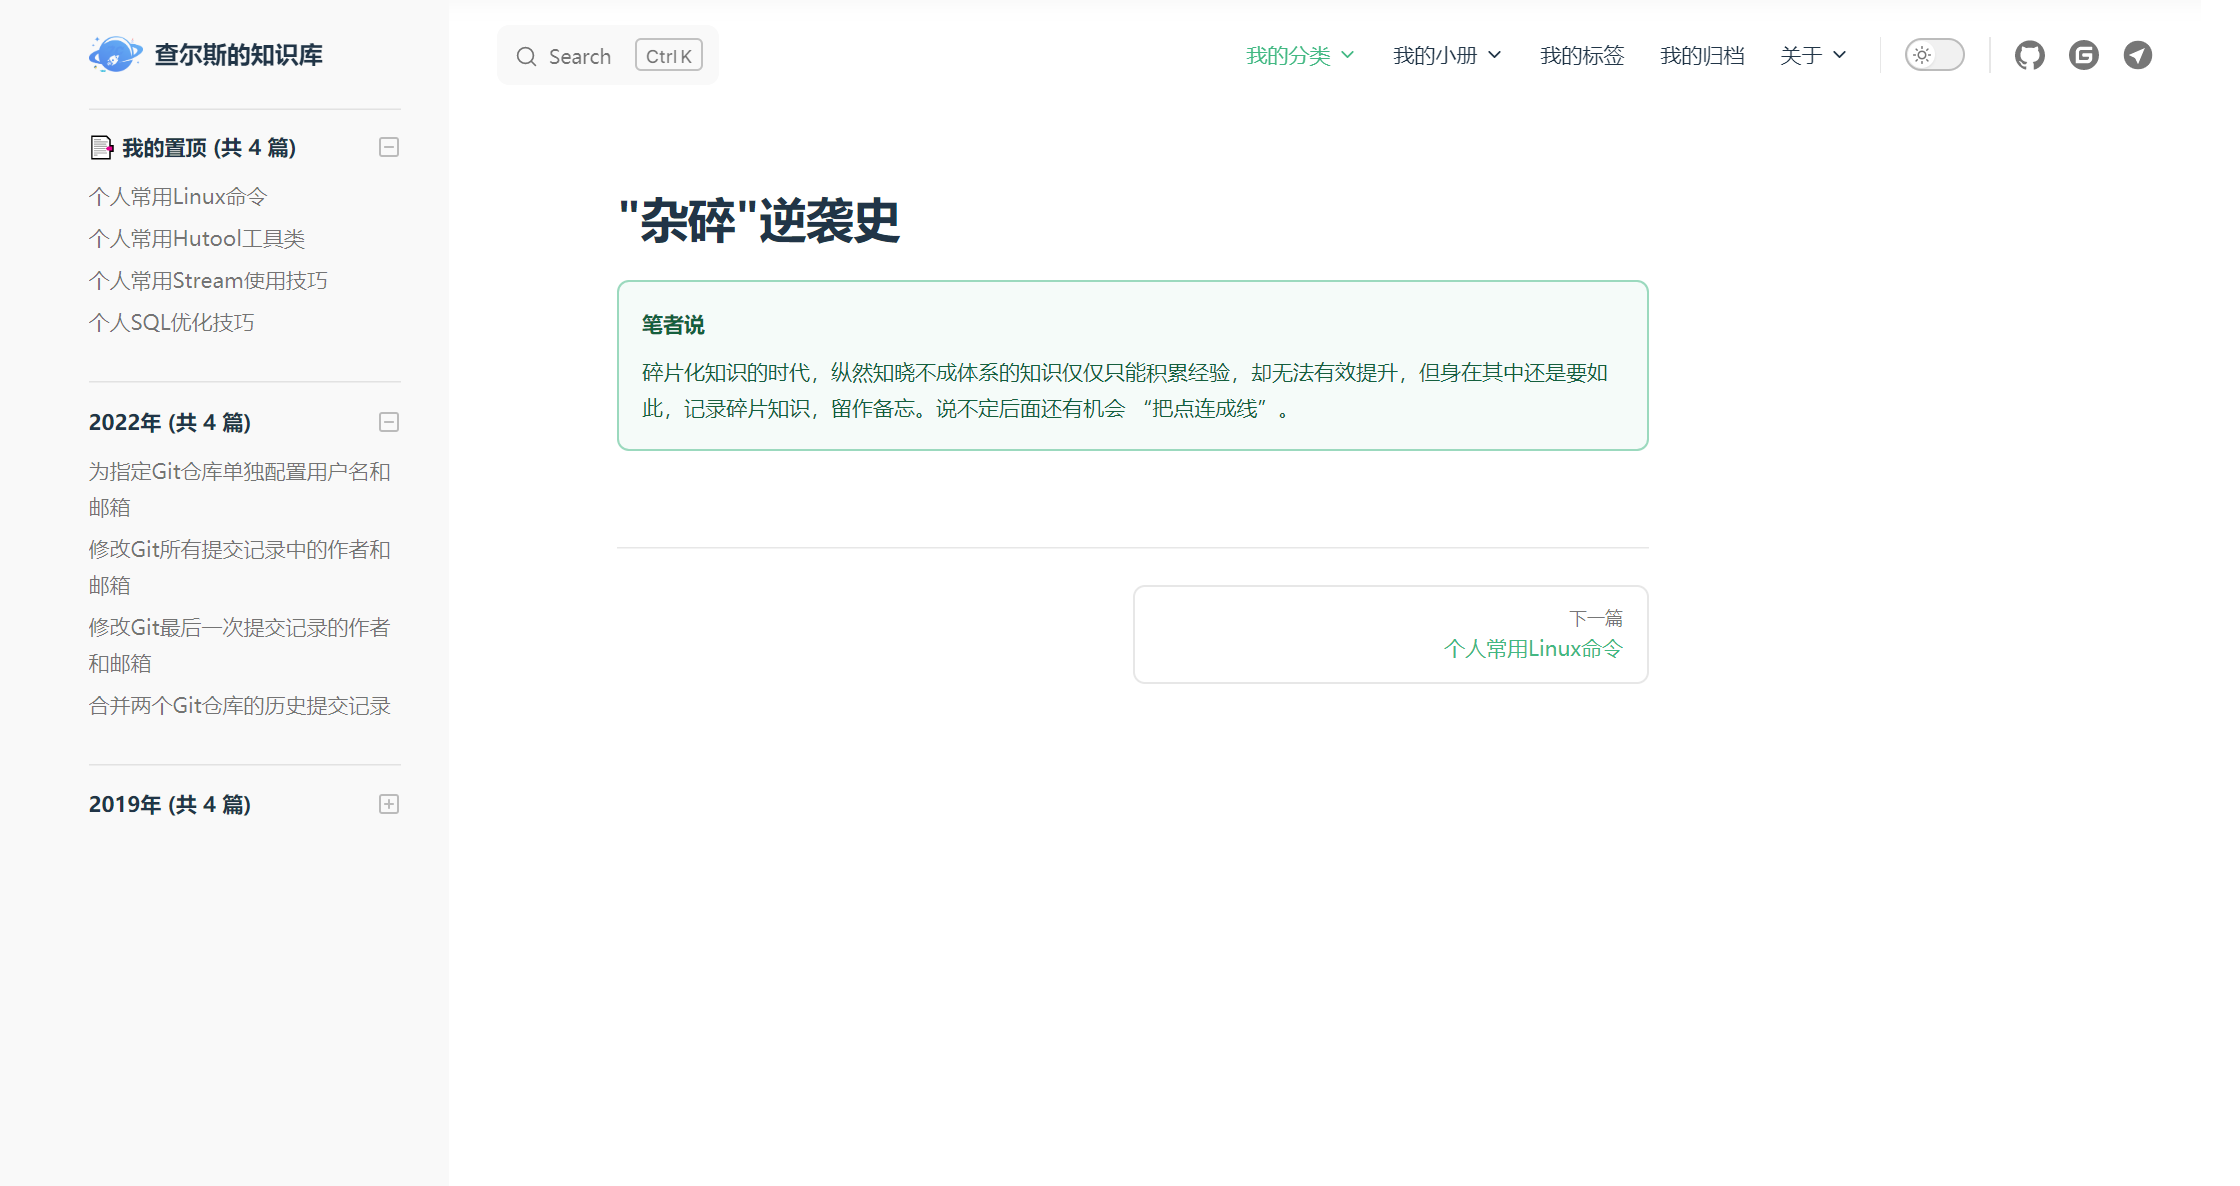 查尔斯的知识库
Search Ctrl K
我的分类
我的小册
我的标签
我的归档
关于
我的置顶 (共 4 篇)
个人常用Linux命令
个人常用Hutool工具类
个人常用Stream使用技巧
个人SQL优化技巧
2022年 (共 4 篇)
为指定Git仓库单独配置用户名和
邮箱
修改Git所有提交记录中的作者和
邮箱
修改Git最后一次提交记录的作者
和邮箱
合并两个Git仓库的历史提交记录
2019年 (共 4 篇)
"杂碎"逆袭史
笔者说
碎片化知识的时代，纵然知晓不成体系的知识仅仅只能积累经验，却无法有效提升，但身在其中还是要如
此，记录碎片知识，留作备忘。说不定后面还有机会 “把点连成线” 。
下一篇
个人常用Linux命令